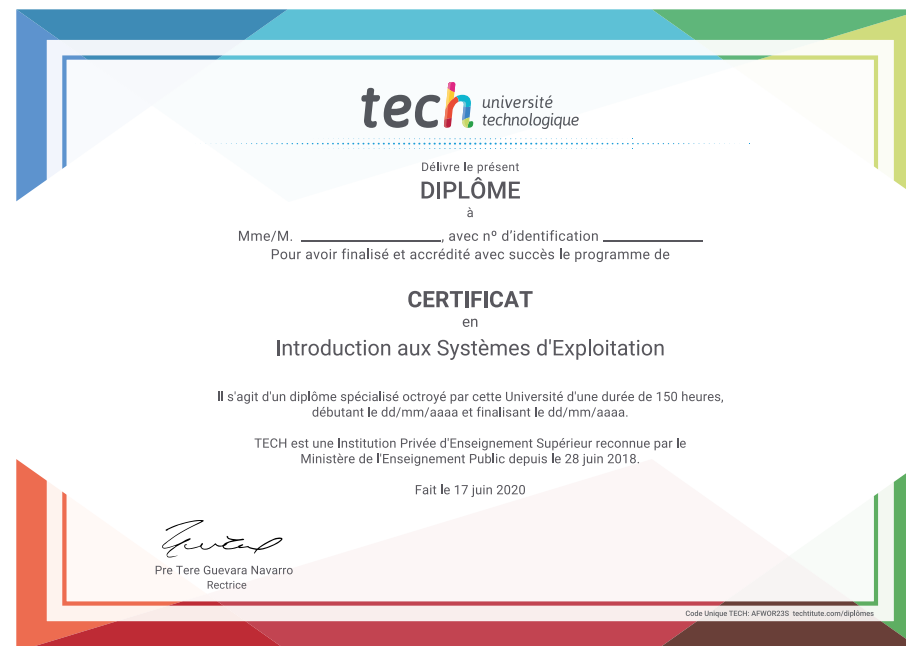 tech université
technologique
Délivre le présent
DIPLÔME
à
Mme/M. ____________, avec nº d'identification ____________
Pour avoir finalisé et accrédité avec succès le programme de
CERTIFICAT
en
Introduction aux Systèmes d'Exploitation
Il s'agit d'un diplôme spécialisé octroyé par cette Université d'une durée de 150 heures,
débutant le dd/mm/aaaa et finalisant le dd/mm/aaaa.
TECH est une Institution Privée d'Enseignement Supérieur reconnue par le
Ministère de l'Enseignement Public depuis le 28 juin 2018.
Fait le 17 juin 2020
Pre Tere Guevara Navarro
Rectrice
Code Unique TECH: AFWOR23S techtitute.com/diplômes